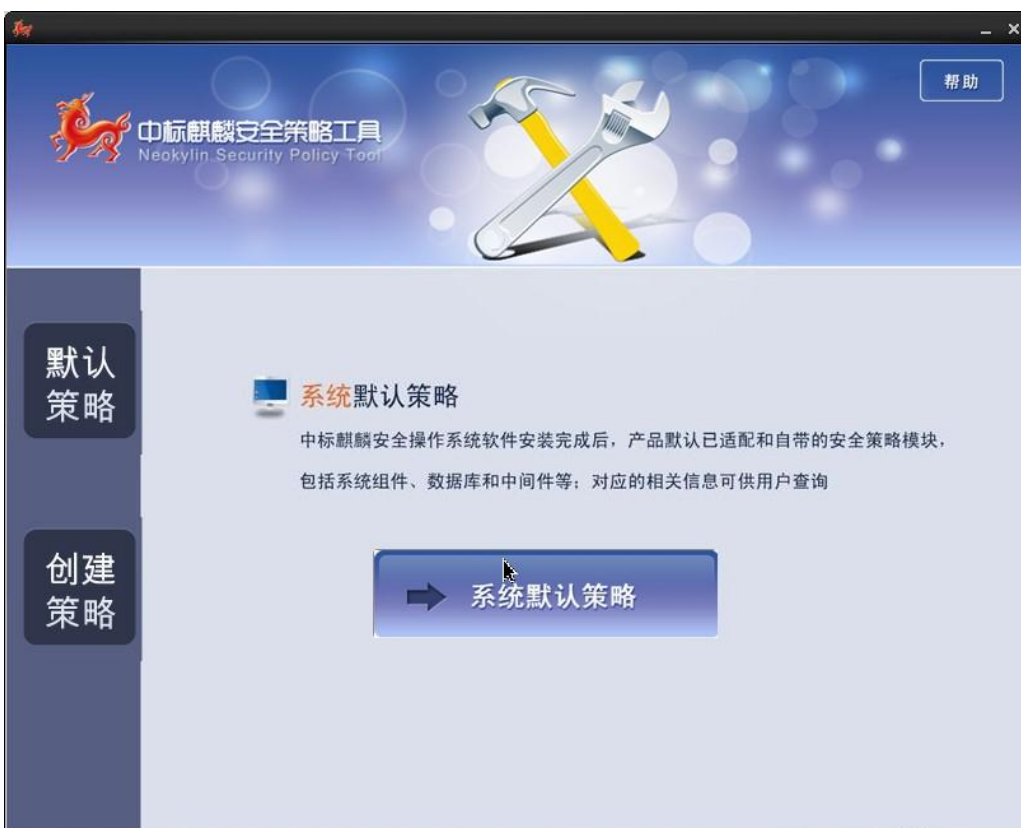 帮助
中标麒麟安全策略工具
Neokylin Security Policy Tool
默认
策略
系统默认策略
中标麒麟安全操作系统软件安装完成后，产品默认已适配和自带的安全策略模块，
包括系统组件、数据库和中间件等；对应的相关信息可供用户查询
创建
策略
系统默认策略